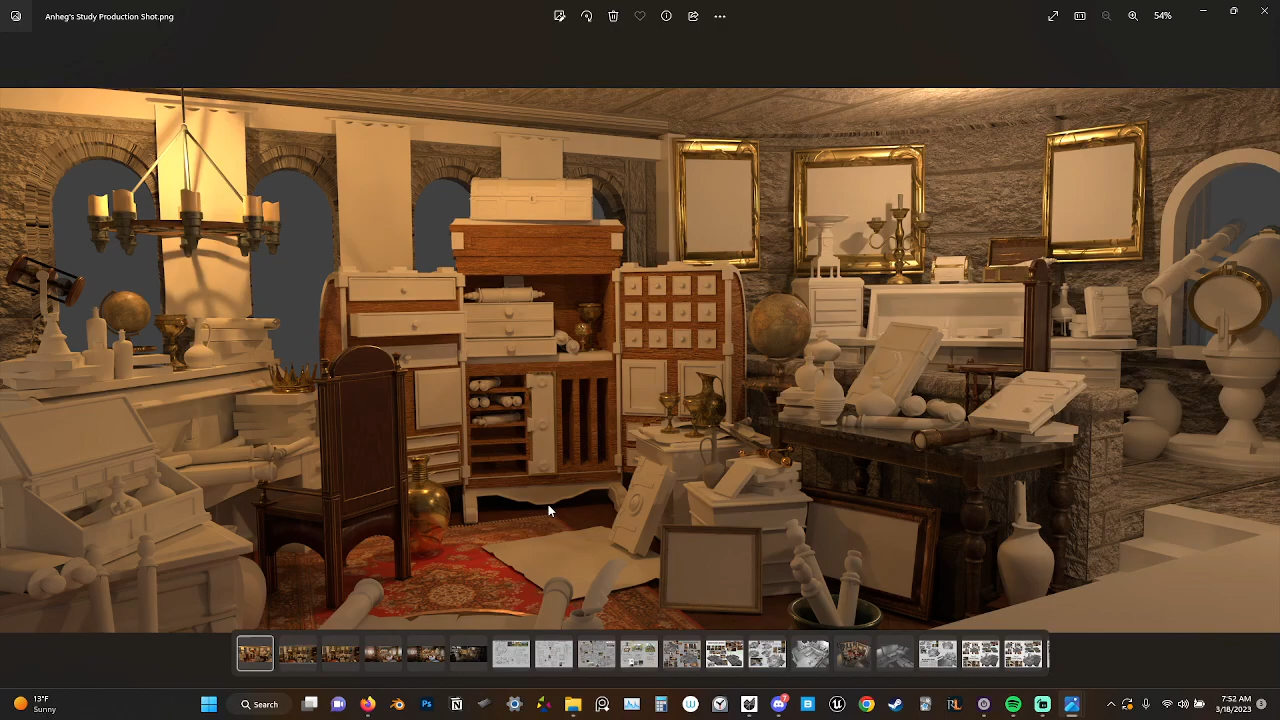 Anheg's Study Production Shot.png
54%
13°F
Sunny
Search
7:52 AM
3/18/2023